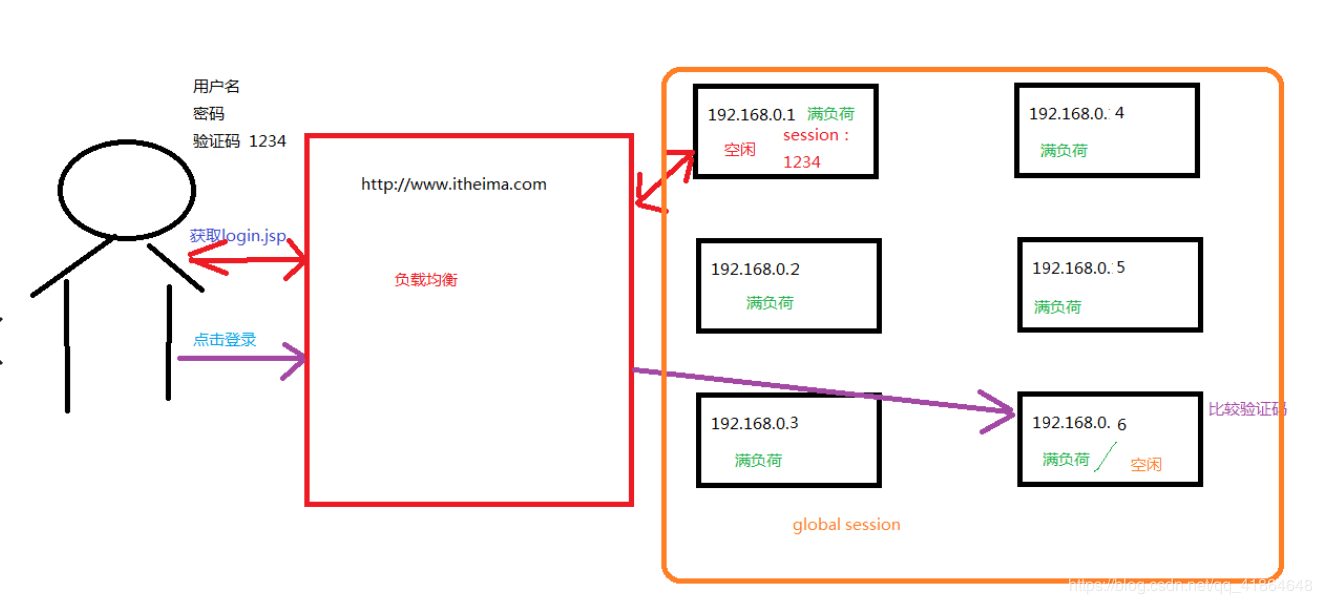 用户名
密码
验证码 1234
http://www.itheima.com
获取login.jsp
负载均衡
点击登录
192.168.0.1 满负荷
空闲 session：
1234
192.168.0. 4
满负荷
192.168.0.2
满负荷
192.168.0. 5
满负荷
192.168.0.3
满负荷
192.168.0. 6
满负荷 空闲
比较验证码
global session
https://blog.csdn.net/qq_41864648